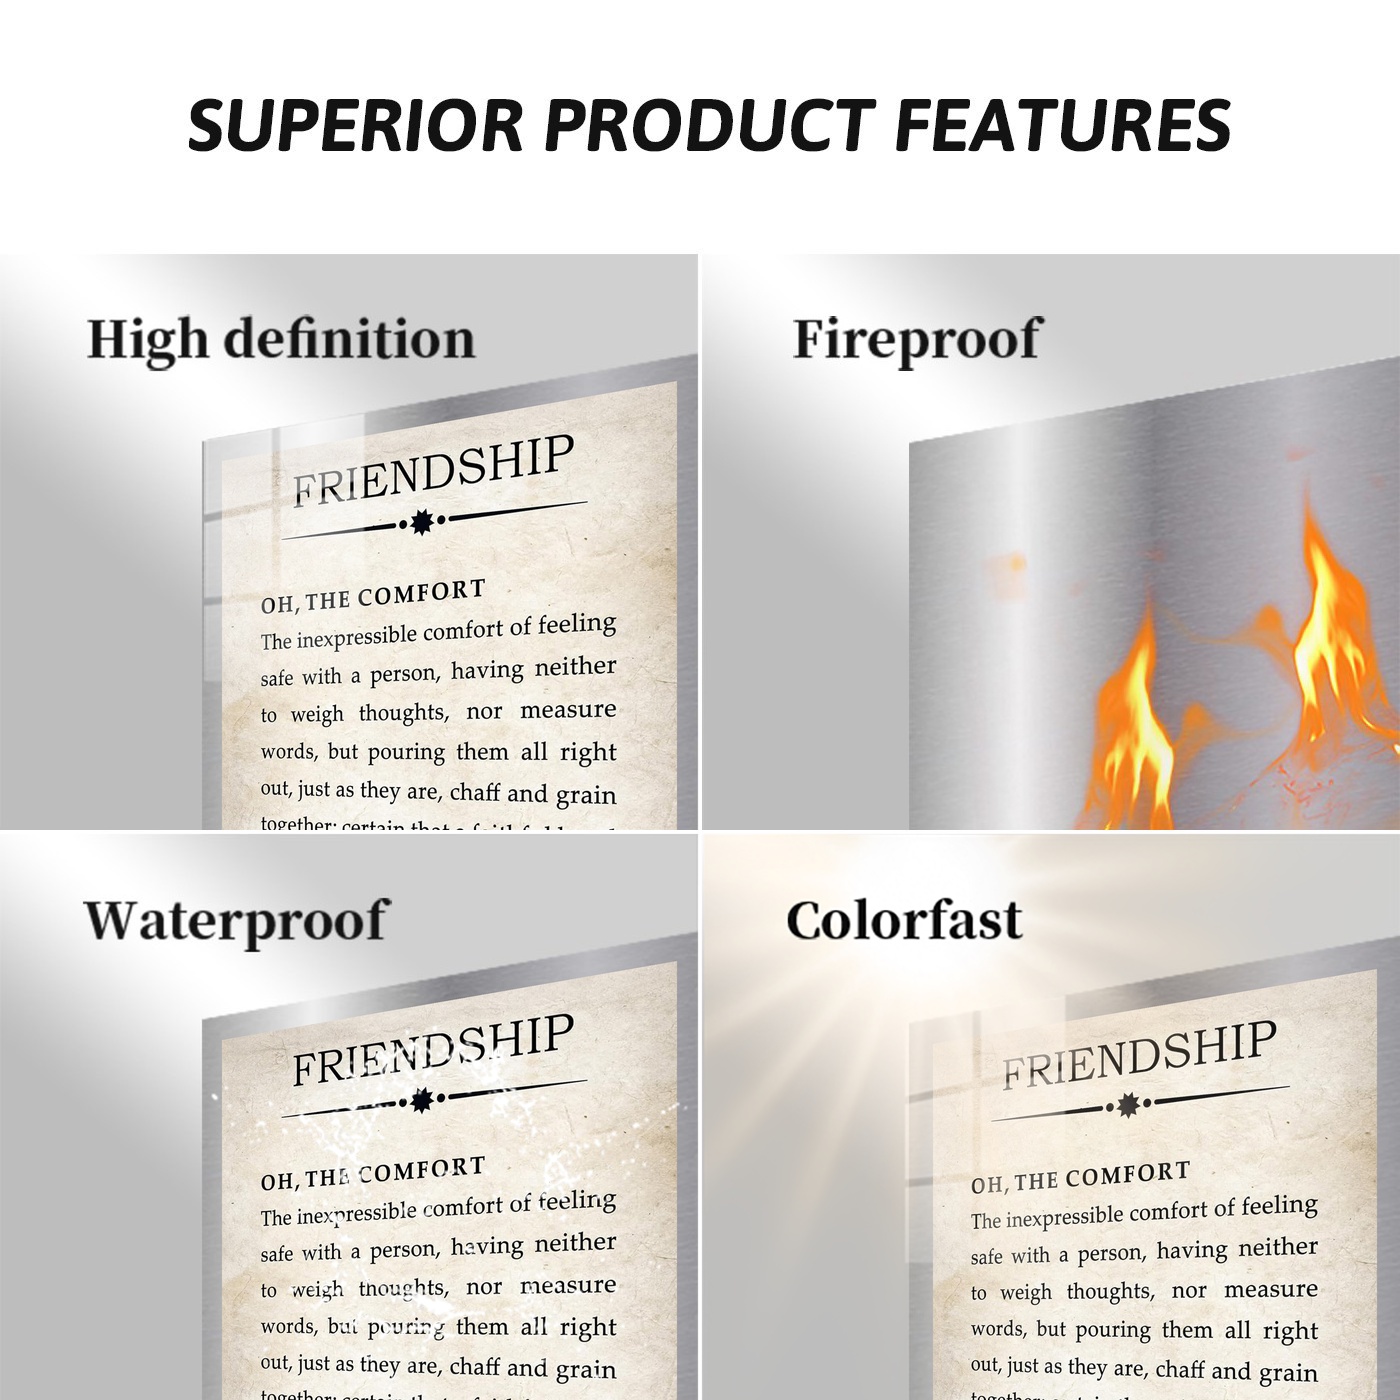 SUPERIOR PRODUCT FEATURES
High definition
FRIENDSHIP
OH, THE COMFORT
The inexpressible comfort of feeling
safe with a person, having neither
to weigh thoughts, nor measure
words, but pouring them all right
out, just as they are, chaff and grain
together; certain that a faithful
Fireproof
Waterproof
FRIENDSHIP
OH, THE COMFORT
The inexpressible comfort of feeling
safe with a person, having neither
to weigh thoughts, nor measure
words, but pouring them all right
out, just as they are, chaff and grain
Colorfast
FRIENDSHIP
OH, THE COMFORT
The inexpressible comfort of feeling
safe with a person, having neither
to weigh thoughts, nor measure
words, but pouring them all right
out, just as they are, chaff and grain